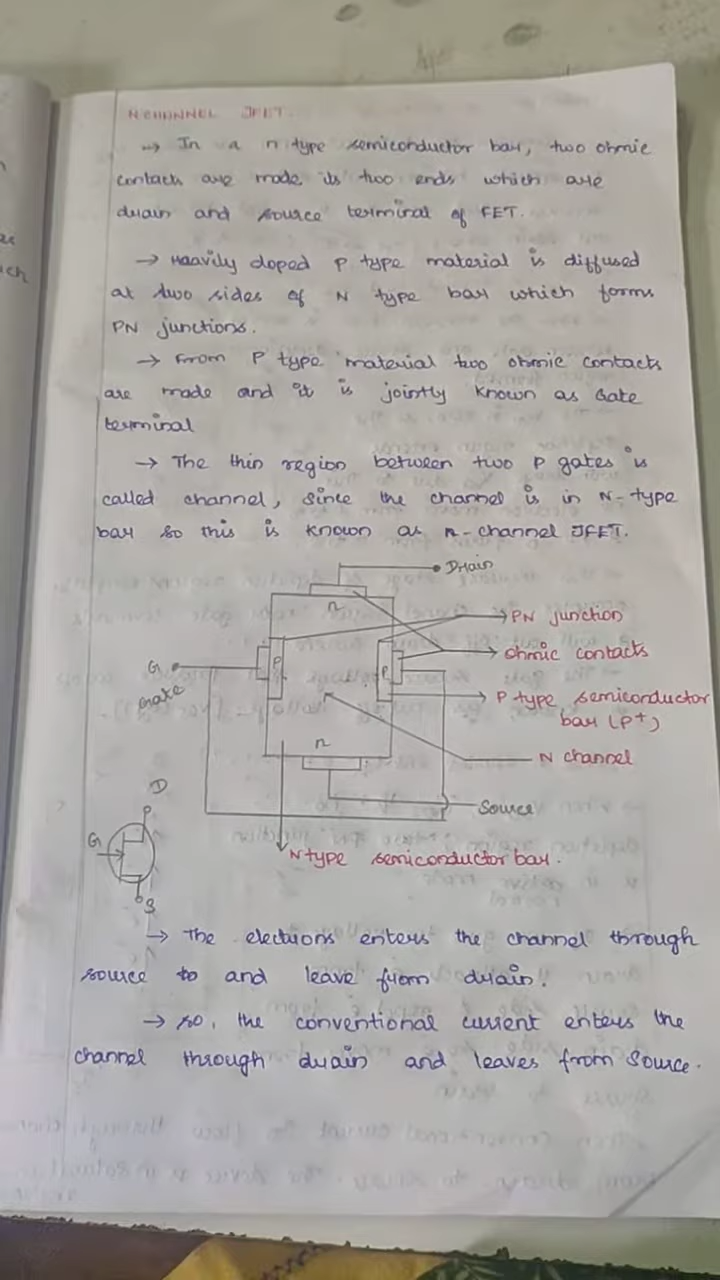 N CHANNEL JFET
→ In a n type semiconductor bar, two ohmic
contacts are made its two ends which are
drain and source terminal of FET.
→ Heavily doped P type material is diffused
at two sides of N type bar which forms
PN junctions.
→ From P type material two ohmic contacts
are made and it is jointly known as Gate
terminal
→ The thin region between two P gates is
called channel, since the channel is in N-type
bar so this is known as n-channel JFET.
Drain
n
PN junction
ohmic contacts
G
Gate
P
P
P type semiconductor
bar (P+)
n
N channel
Source
D
G
S
N type semiconductor bar.
→ The electrons enters the channel through
source to and leave from drain.
→ so, the conventional current enters the
channel through drain and leaves from source.